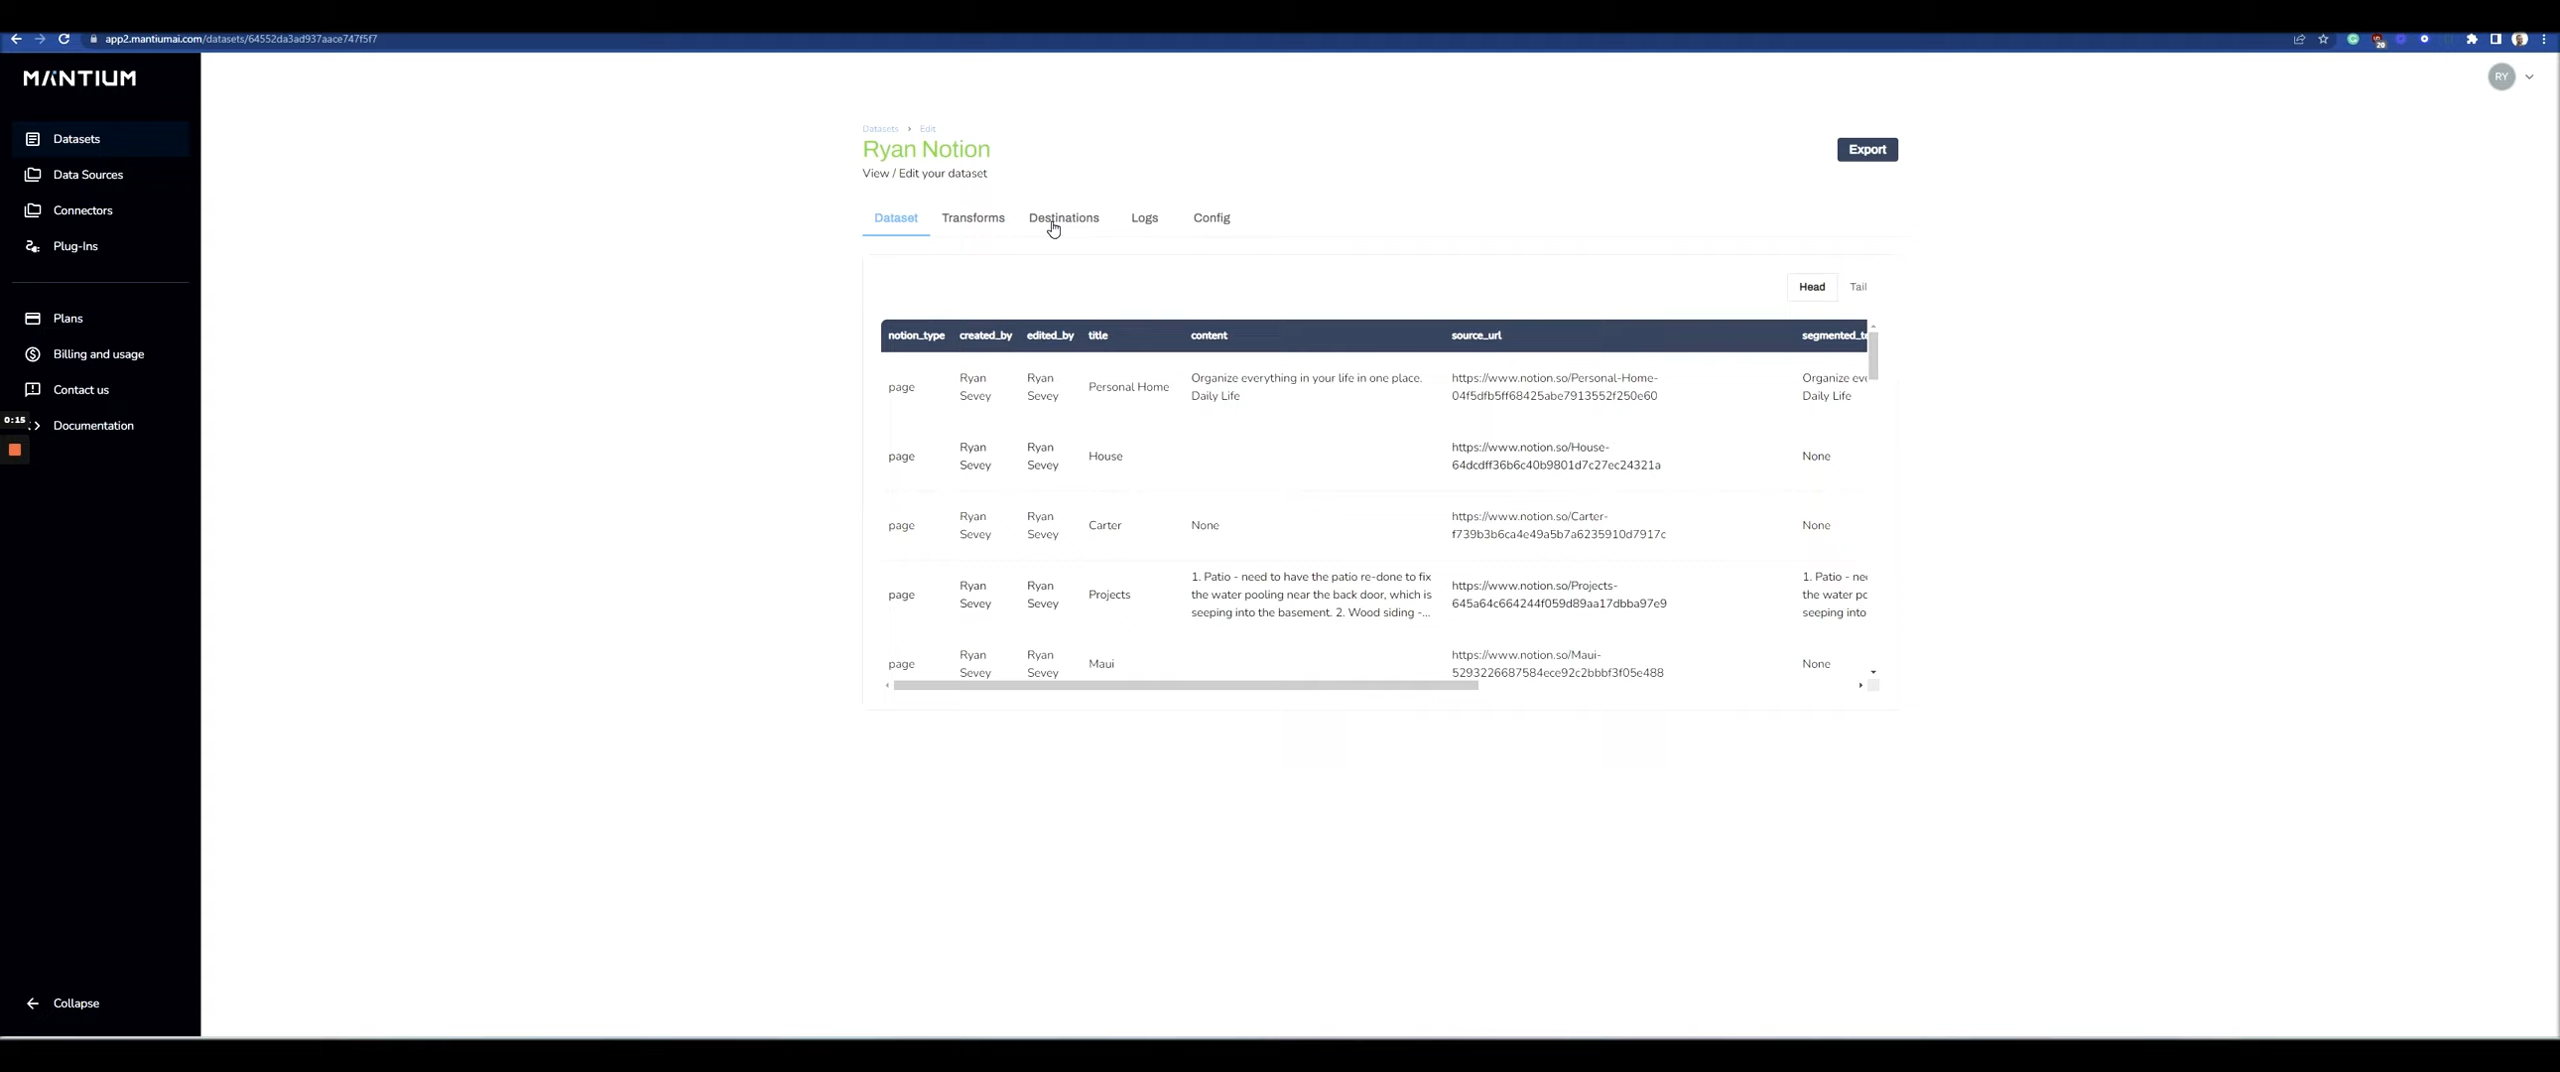 app2.mantiumai.com/datasets/64552da3ad937aace747f5f7
20
MANTIUM
RY
Datasets
Data Sources
Connectors
Plug-Ins
Plans
Billing and usage
Contact us
0:15
Documentation
Collapse
Datasets > Edit
Ryan Notion
Export
View / Edit your dataset
Dataset Transforms Destinations Logs Config
Head Tail
notion_type created_by edited_by title content source_url segmented_te
page Ryan Sevey Ryan Sevey Personal Home
Organize everything in your life in one place.
Daily Life
https://www.notion.so/Personal-Home-
04f5dfb5ff68425abe7913552f250e60
Organize eve
Daily Life
page Ryan Sevey Ryan Sevey House
https://www.notion.so/House-
64dcdff36b6c40b9801d7c27ec24321a
None
page Ryan Sevey Ryan Sevey Carter None
https://www.notion.so/Carter-
f739b3b6ca4e49a5b7a6235910d7917c
None
page Ryan Sevey Ryan Sevey Projects
1. Patio - need to have the patio re-done to fix
the water pooling near the back door, which is
seeping into the basement. 2. Wood siding -...
https://www.notion.so/Projects-
645a64c664244f059d89aa17dbba97e9
1. Patio - nee
the water po
seeping into
page Ryan Sevey Ryan Sevey Maui
https://www.notion.so/Maui-
5293226687584ece92c2bbbf3f05e488
None